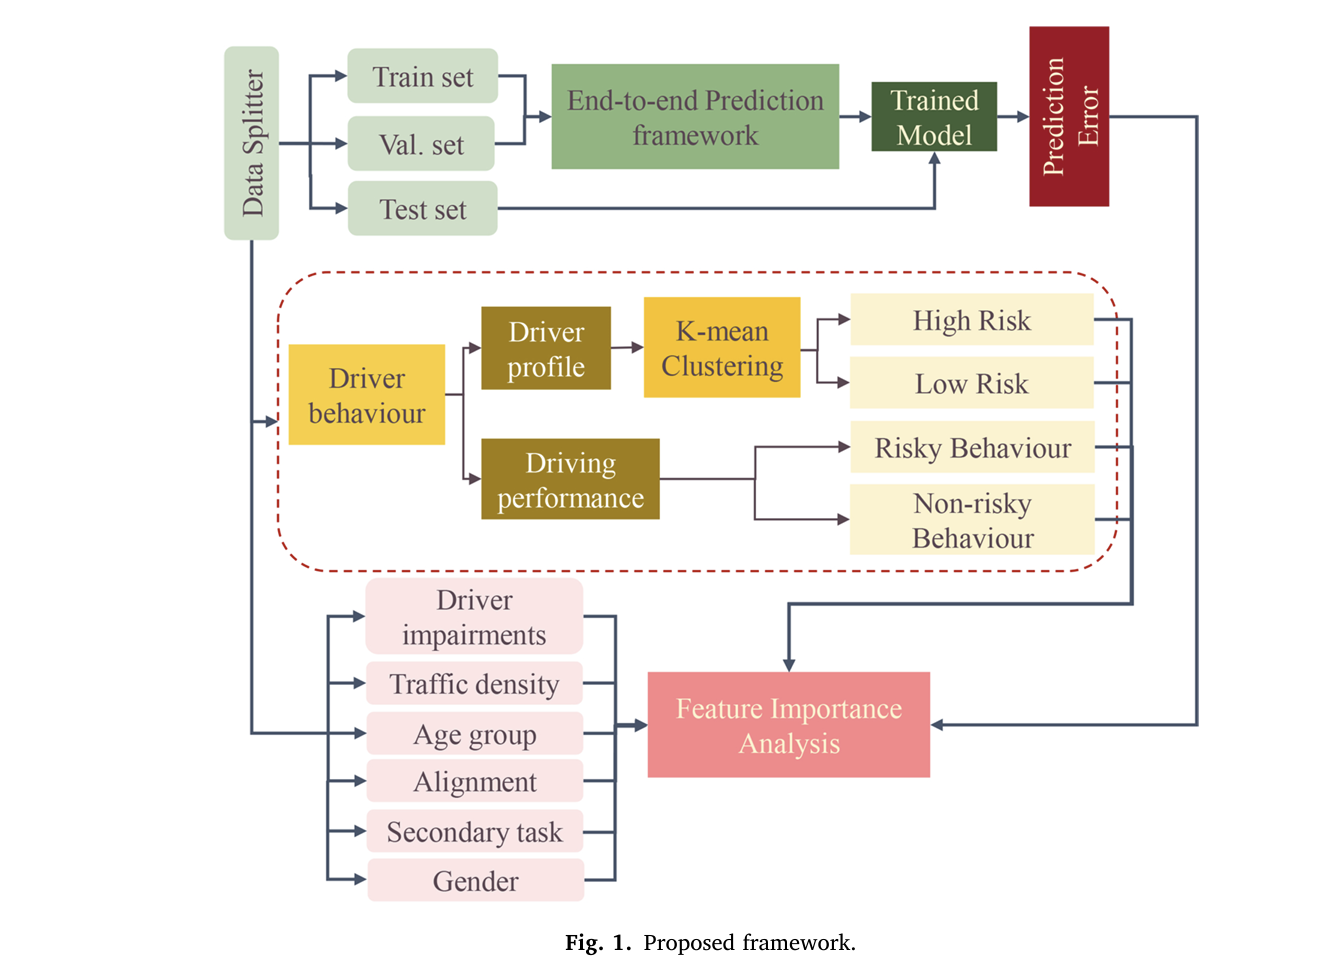 Data Splitter
Train set
Val. set
Test set
End-to-end Prediction
framework
Trained
Model
Prediction
Error
Driver
behaviour
Driver
profile
K-mean
Clustering
High Risk
Low Risk
Driving
performance
Risky Behaviour
Non-risky
Behaviour
Driver
impairments
Traffic density
Age group
Alignment
Secondary task
Gender
Feature Importance
Analysis
Fig. 1. Proposed framework.